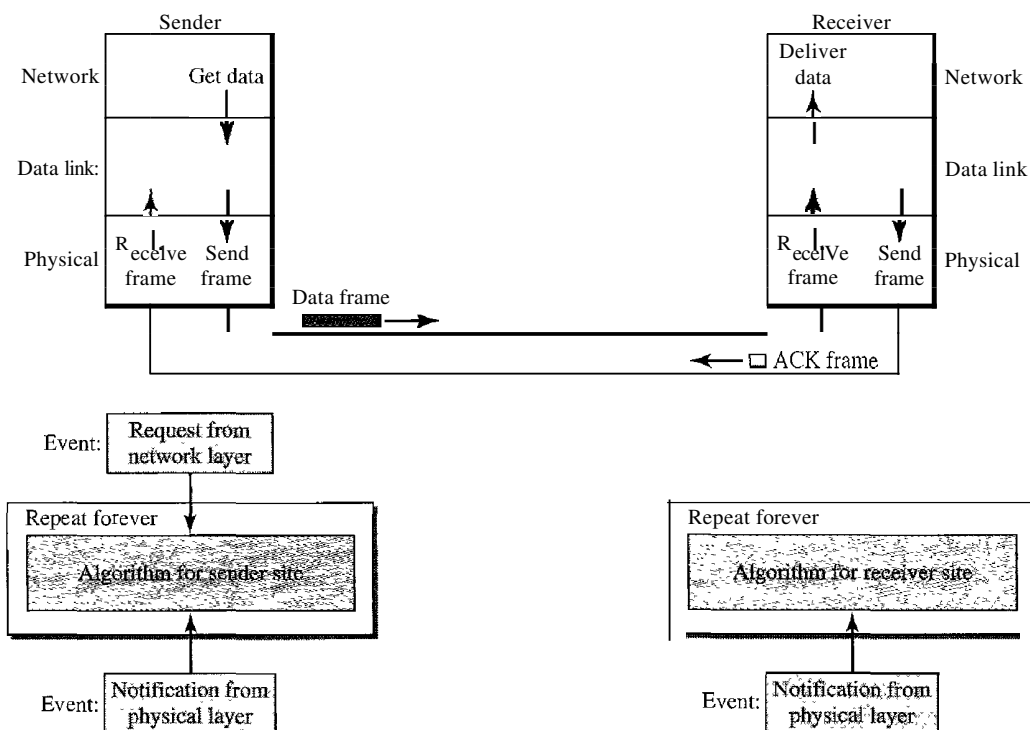 Sender
Receiver
Network
Get data
Deliver
data
Network
Data link:
Data link
Physical
Receive
frame
Send
frame
ReceiVe
frame
Send
frame
Physical
Data frame
ACK frame
Event:
Request from
network layer
Repeat forever
Algorithm for sender site
Repeat forever
Algorithm for receiver site
Event:
Notification from
physical layer
Event:
Notification from
physical layer